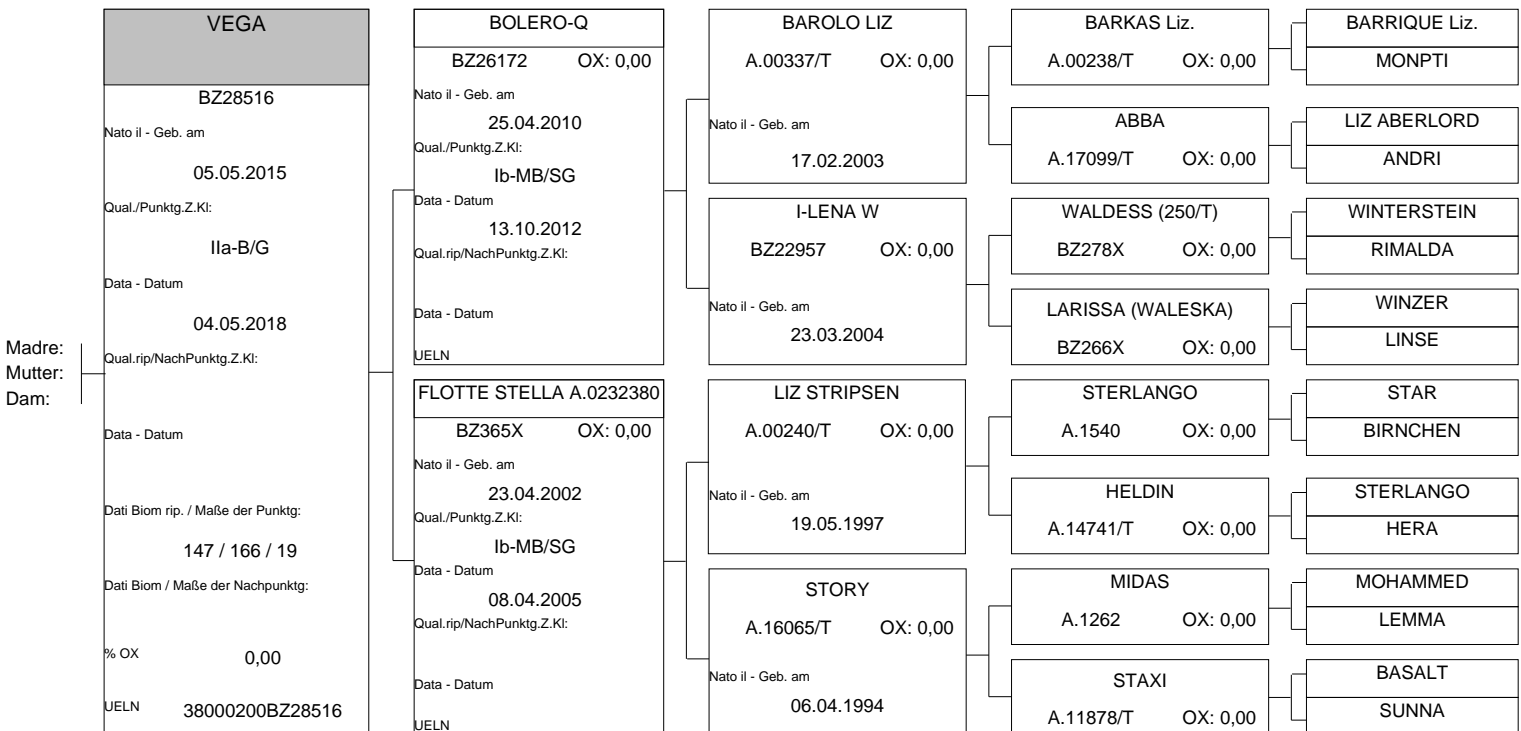 Madre:
Mutter:
Dam:
VEGA
BZ28516
Nato il - Geb. am
05.05.2015
Qual./Punktg.Z.Kl:
IIa-B/G
Data - Datum
04.05.2018
Qual.rip/NachPunktg.Z.Kl:
Data - Datum
Dati Biom rip. / Maße der Punktg:
147 / 166 / 19
Dati Biom / Maße der Nachpunktg:
% OX 0,00
UELN 38000200BZ28516
BOLERO-Q
BZ26172 OX: 0,00
Nato il - Geb. am
25.04.2010
Qual./Punktg.Z.Kl:
Ib-MB/SG
Data - Datum
13.10.2012
Qual.rip/NachPunktg.Z.Kl:
Data - Datum
UELN
FLOTTE STELLA A.0232380
BZ365X OX: 0,00
Nato il - Geb. am
23.04.2002
Qual./Punktg.Z.Kl:
Ib-MB/SG
Data - Datum
08.04.2005
Qual.rip/NachPunktg.Z.Kl:
Data - Datum
UELN
BAROLO LIZ
A.00337/T OX: 0,00
Nato il - Geb. am
17.02.2003
I-LENA W
BZ22957 OX: 0,00
Nato il - Geb. am
23.03.2004
LIZ STRIPSEN
A.00240/T OX: 0,00
Nato il - Geb. am
19.05.1997
STORY
A.16065/T OX: 0,00
Nato il - Geb. am
06.04.1994
BARKAS Liz.
A.00238/T OX: 0,00
ABBA
A.17099/T OX: 0,00
WALDESS (250/T)
BZ278X OX: 0,00
LARISSA (WALESKA)
BZ266X OX: 0,00
STERLANGO
A.1540 OX: 0,00
HELDIN
A.14741/T OX: 0,00
MIDAS
A.1262 OX: 0,00
STAXI
A.11878/T OX: 0,00
BARRIQUE Liz.
MONPTI
LIZ ABERLORD
ANDRI
WINTERSTEIN
RIMALDA
WINZER
LINSE
STAR
BIRNCHEN
STERLANGO
HERA
MOHAMMED
LEMMA
BASALT
SUNNA